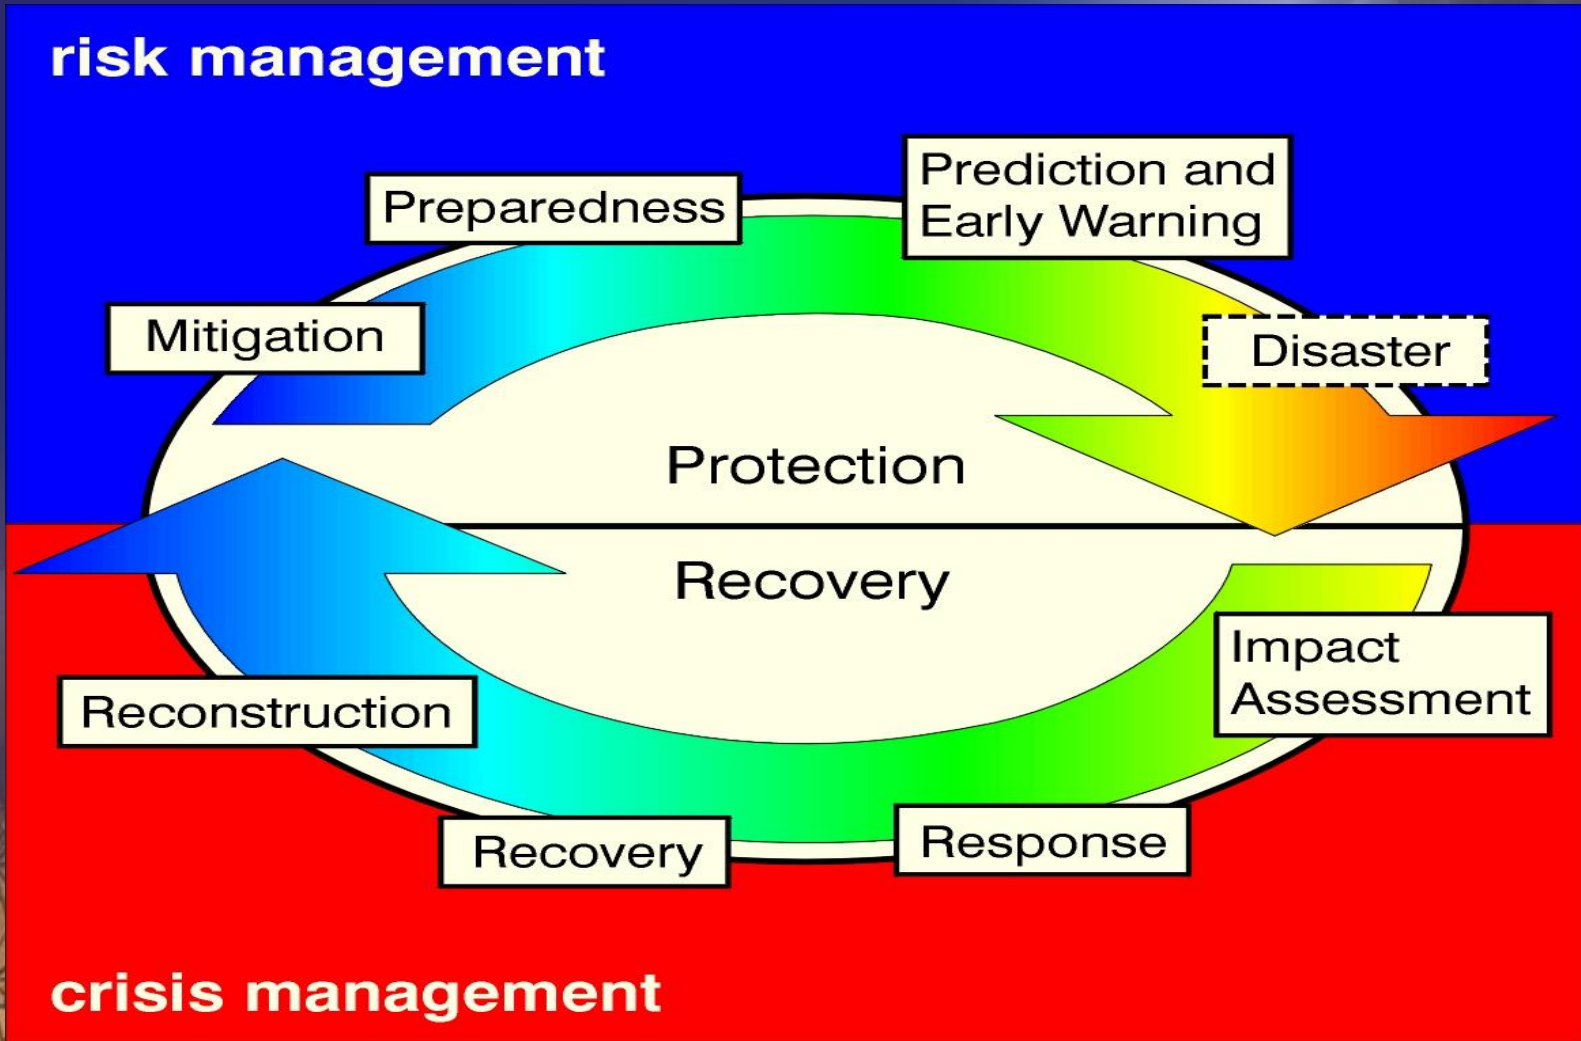 risk management
Preparedness
Prediction and
Early Warning
Mitigation
Disaster
Protection
Recovery
Impact
Assessment
Reconstruction
Recovery
Response
crisis management